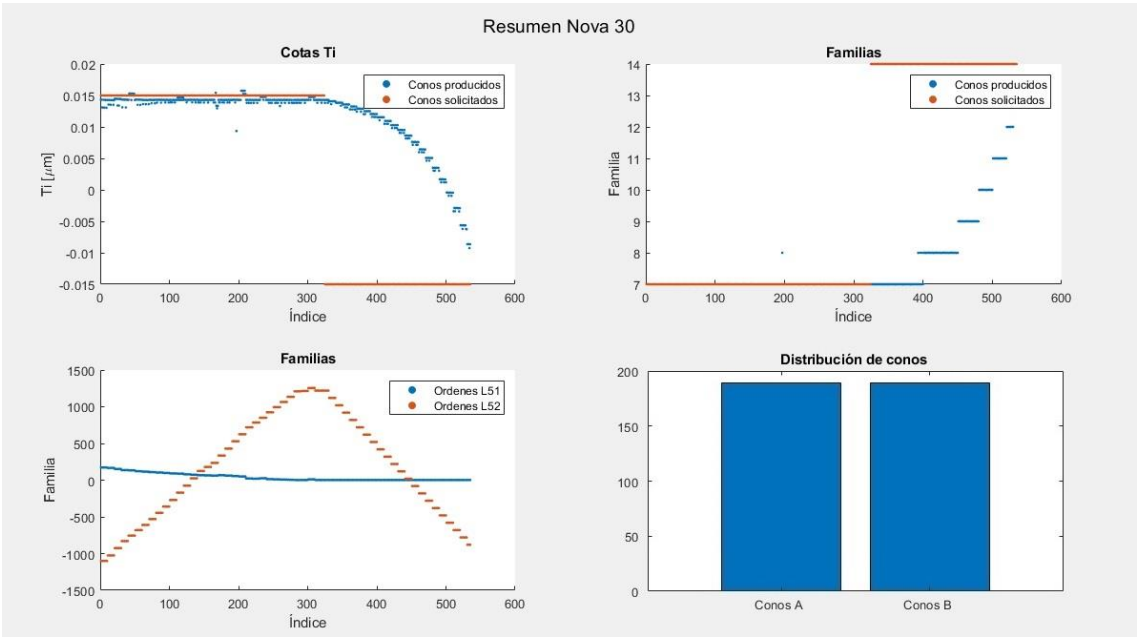 Resumen Nova 30
Cotas Ti
0.02
0.015
0.01
0.005
0
-0.005
-0.01
-0.015
Ti [μm]
0 100 200 300 400 500 600
Índice
Conos producidos
Conos solicitados
Familias
14
13
12
11
10
9
8
7
Familia
0 100 200 300 400 500 600
Índice
Conos producidos
Conos solicitados
Familias
1500
1000
500
0
-500
-1000
-1500
Familia
0 100 200 300 400 500 600
Índice
Ordenes L51
Ordenes L52
Distribución de conos
200
150
100
50
0
Conos A Conos B